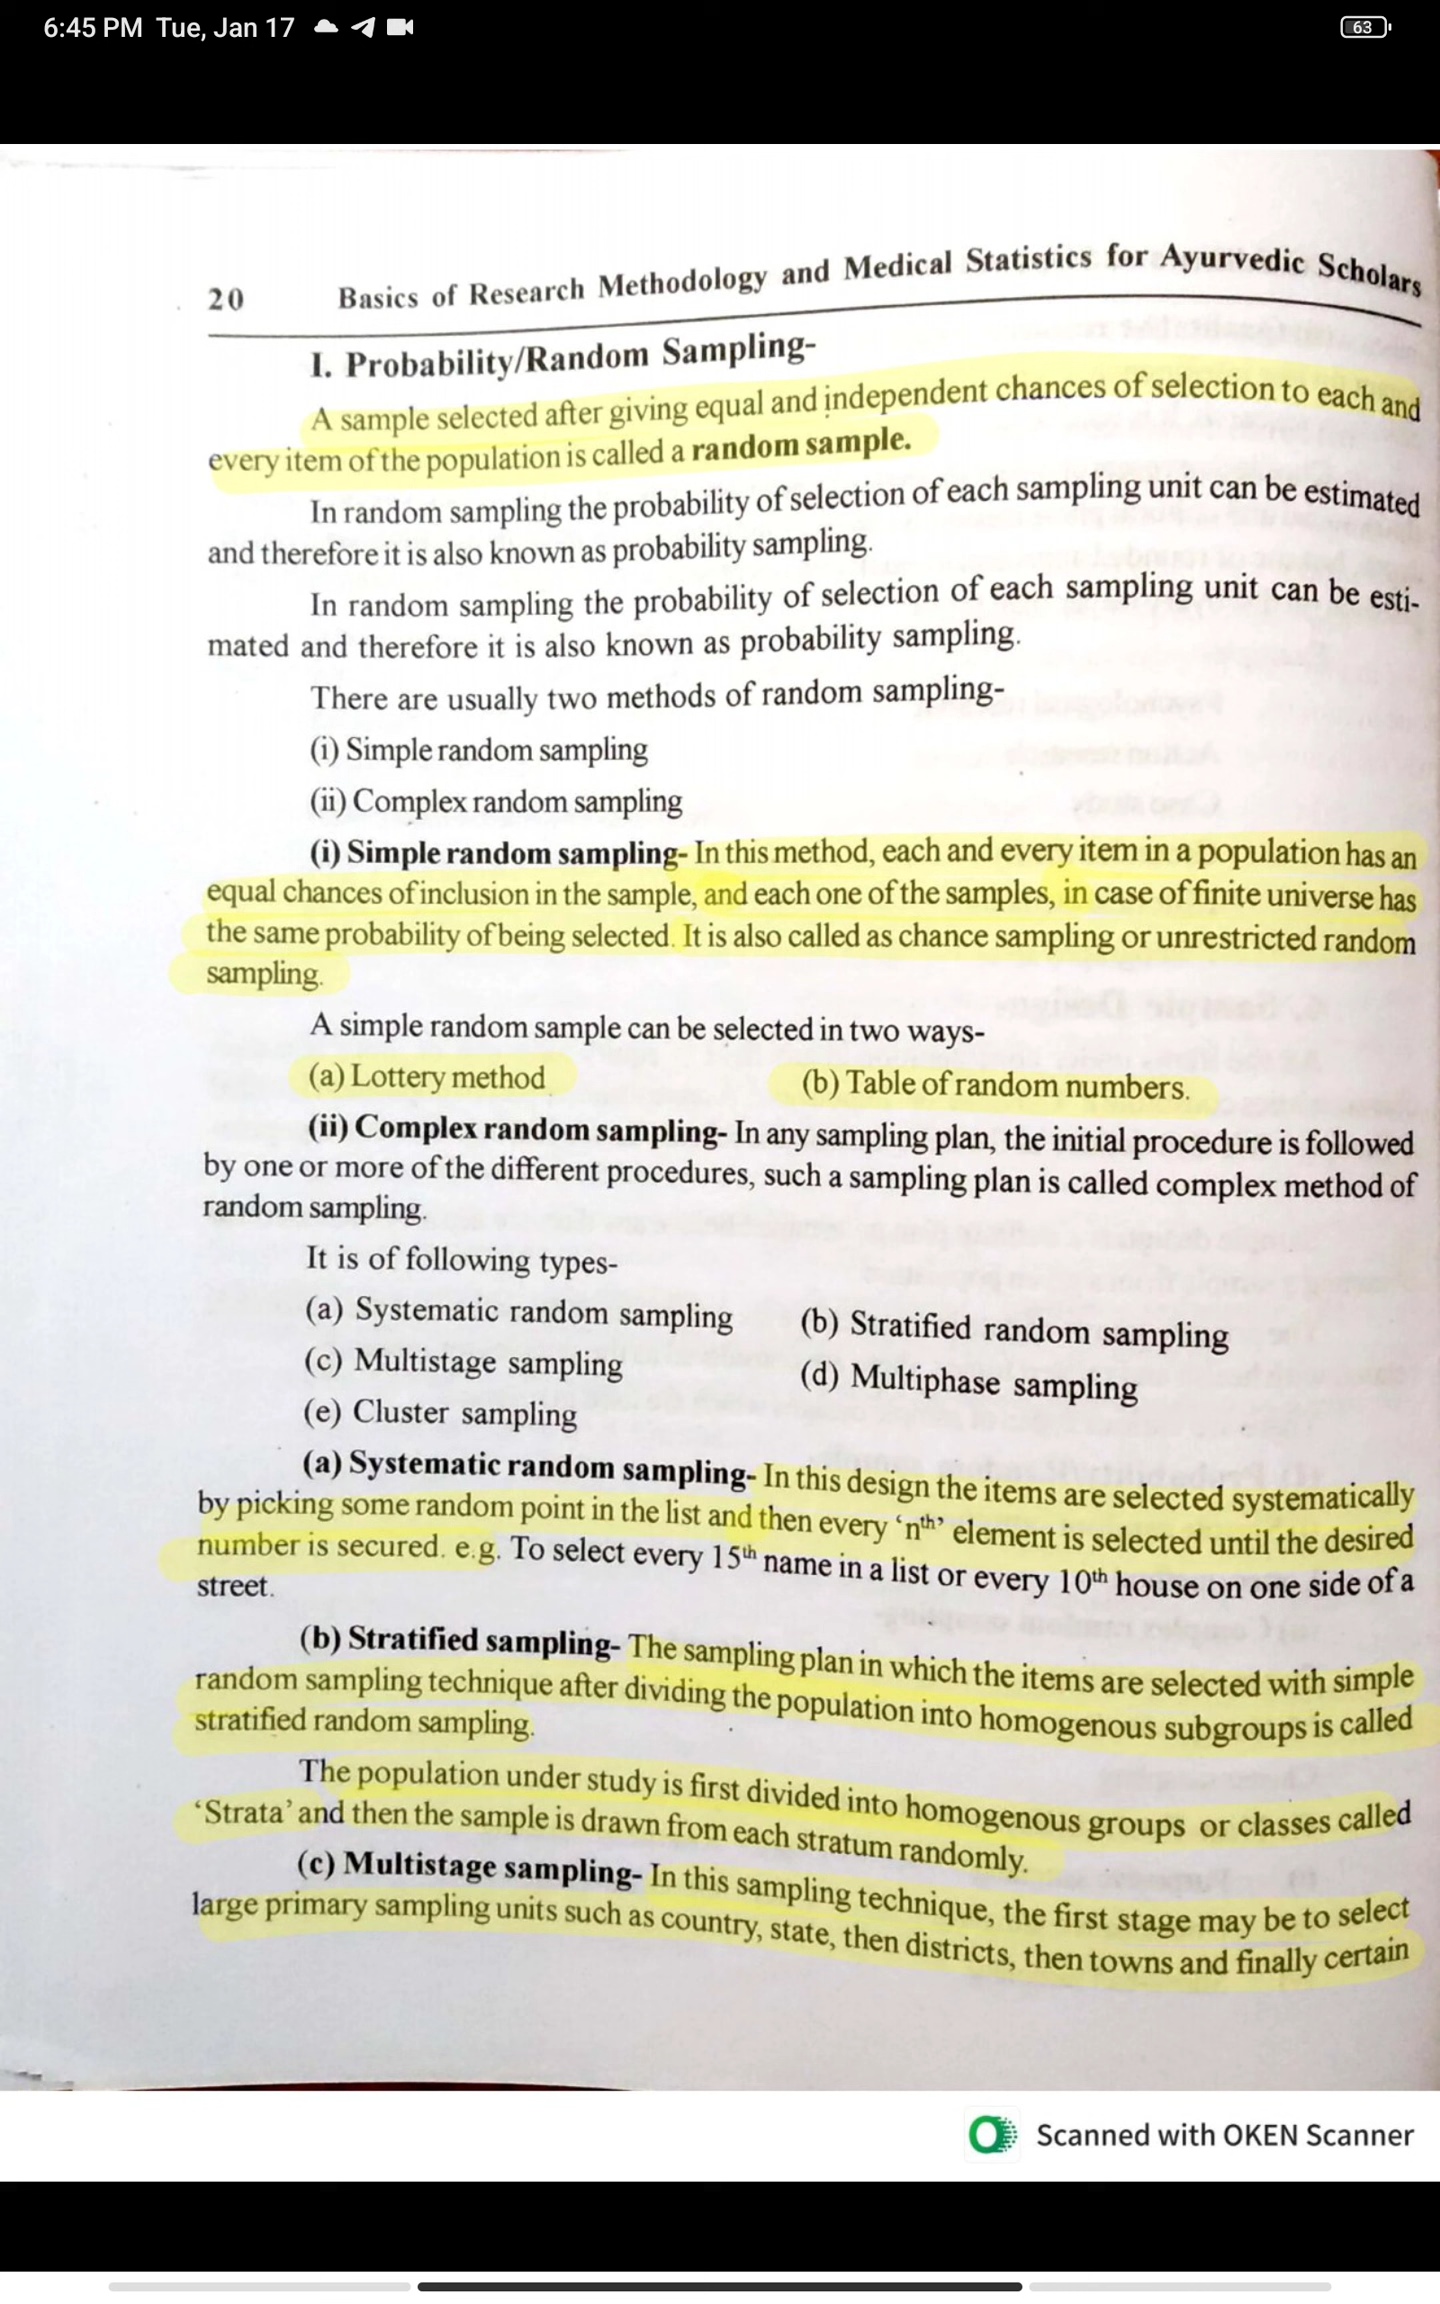 6:45 PM Tue, Jan 17
63
20 Basics of Research Methodology and Medical Statistics for Ayurvedic Scholars
I. Probability/Random Sampling-
A sample selected after giving equal and independent chances of selection to each and
every item of the population is called a random sample.
In random sampling the probability of selection of each sampling unit can be estimated
and therefore it is also known as probability sampling.
In random sampling the probability of selection of each sampling unit can be esti-
mated and therefore it is also known as probability sampling.
There are usually two methods of random sampling-
(i) Simple random sampling
(ii) Complex random sampling
(i) Simple random sampling- In this method, each and every item in a population has an
equal chances of inclusion in the sample, and each one of the samples, in case of finite universe has
the same probability of being selected. It is also called as chance sampling or unrestricted random
sampling.
A simple random sample can be selected in two ways-
(a) Lottery method (b) Table of random numbers.
(ii) Complex random sampling- In any sampling plan, the initial procedure is followed
by one or more of the different procedures, such a sampling plan is called complex method of
random sampling.
It is of following types-
(a) Systematic random sampling (b) Stratified random sampling
(c) Multistage sampling (d) Multiphase sampling
(e) Cluster sampling
(a) Systematic random sampling- In this design the items are selected systematically
by picking some random point in the list and then every ‘nth’ element is selected until the desired
number is secured. e.g. To select every 15th name in a list or every 10th house on one side of a
street.
(b) Stratified sampling- The sampling plan in which the items are selected with simple
random sampling technique after dividing the population into homogenous subgroups is called
stratified random sampling.
The population under study is first divided into homogenous groups or classes called
‘Strata’ and then the sample is drawn from each stratum randomly.
(c) Multistage sampling- In this sampling technique, the first stage may be to select
large primary sampling units such as country, state, then districts, then towns and finally certain
Scanned with OKEN Scanner